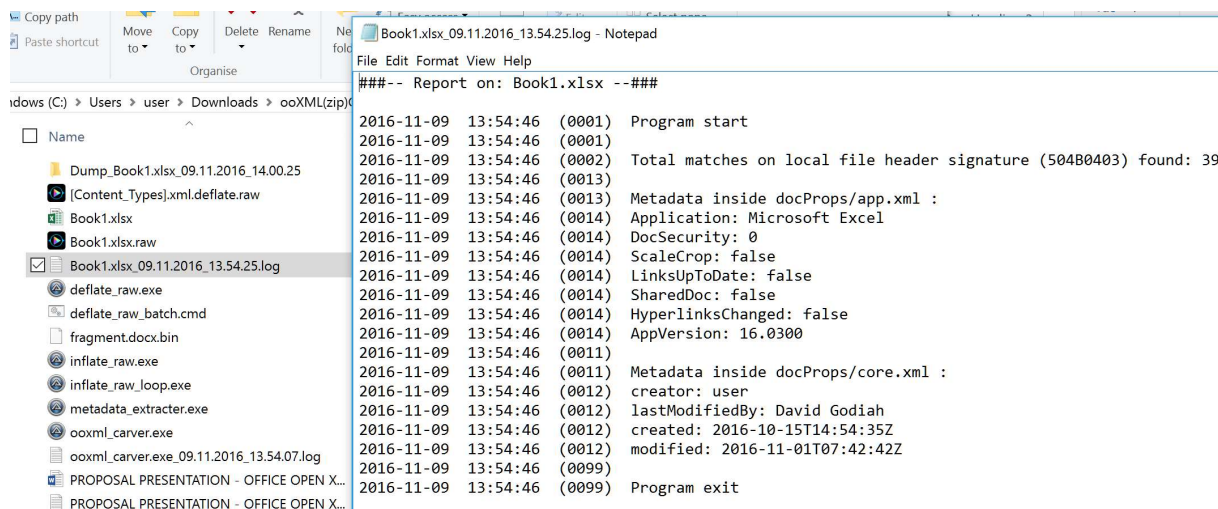 Copy path
Paste shortcut
Move to
Copy to
Delete
Rename
Ne
fold
Organise
ndows (C:) > Users > user > Downloads > ooXML(zip)
Name
Dump_Book1.xlsx_09.11.2016_14.00.25
[Content_Types].xml.deflate.raw
Book1.xlsx
Book1.xlsx.raw
Book1.xlsx_09.11.2016_13.54.25.log
deflate_raw.exe
deflate_raw_batch.cmd
fragment.docx.bin
inflate_raw.exe
inflate_raw_loop.exe
metadata_extracter.exe
ooxml_carver.exe
ooxml_carver.exe_09.11.2016_13.54.07.log
PROPOSAL PRESENTATION - OFFICE OPEN X...
PROPOSAL PRESENTATION - OFFICE OPEN X...
Book1.xlsx_09.11.2016_13.54.25.log - Notepad
File Edit Format View Help
###-- Report on: Book1.xlsx --###
2016-11-09 13:54:46 (0001) Program start
2016-11-09 13:54:46 (0001)
2016-11-09 13:54:46 (0002) Total matches on local file header signature (504B0403) found: 39
2016-11-09 13:54:46 (0013)
2016-11-09 13:54:46 (0013) Metadata inside docProps/app.xml :
2016-11-09 13:54:46 (0014) Application: Microsoft Excel
2016-11-09 13:54:46 (0014) DocSecurity: 0
2016-11-09 13:54:46 (0014) ScaleCrop: false
2016-11-09 13:54:46 (0014) LinksUpToDate: false
2016-11-09 13:54:46 (0014) SharedDoc: false
2016-11-09 13:54:46 (0014) HyperlinksChanged: false
2016-11-09 13:54:46 (0014) AppVersion: 16.0300
2016-11-09 13:54:46 (0011)
2016-11-09 13:54:46 (0011) Metadata inside docProps/core.xml :
2016-11-09 13:54:46 (0012) creator: user
2016-11-09 13:54:46 (0012) lastModifiedBy: David Godiah
2016-11-09 13:54:46 (0012) created: 2016-10-15T14:54:35Z
2016-11-09 13:54:46 (0012) modified: 2016-11-01T07:42:42Z
2016-11-09 13:54:46 (0099)
2016-11-09 13:54:46 (0099) Program exit